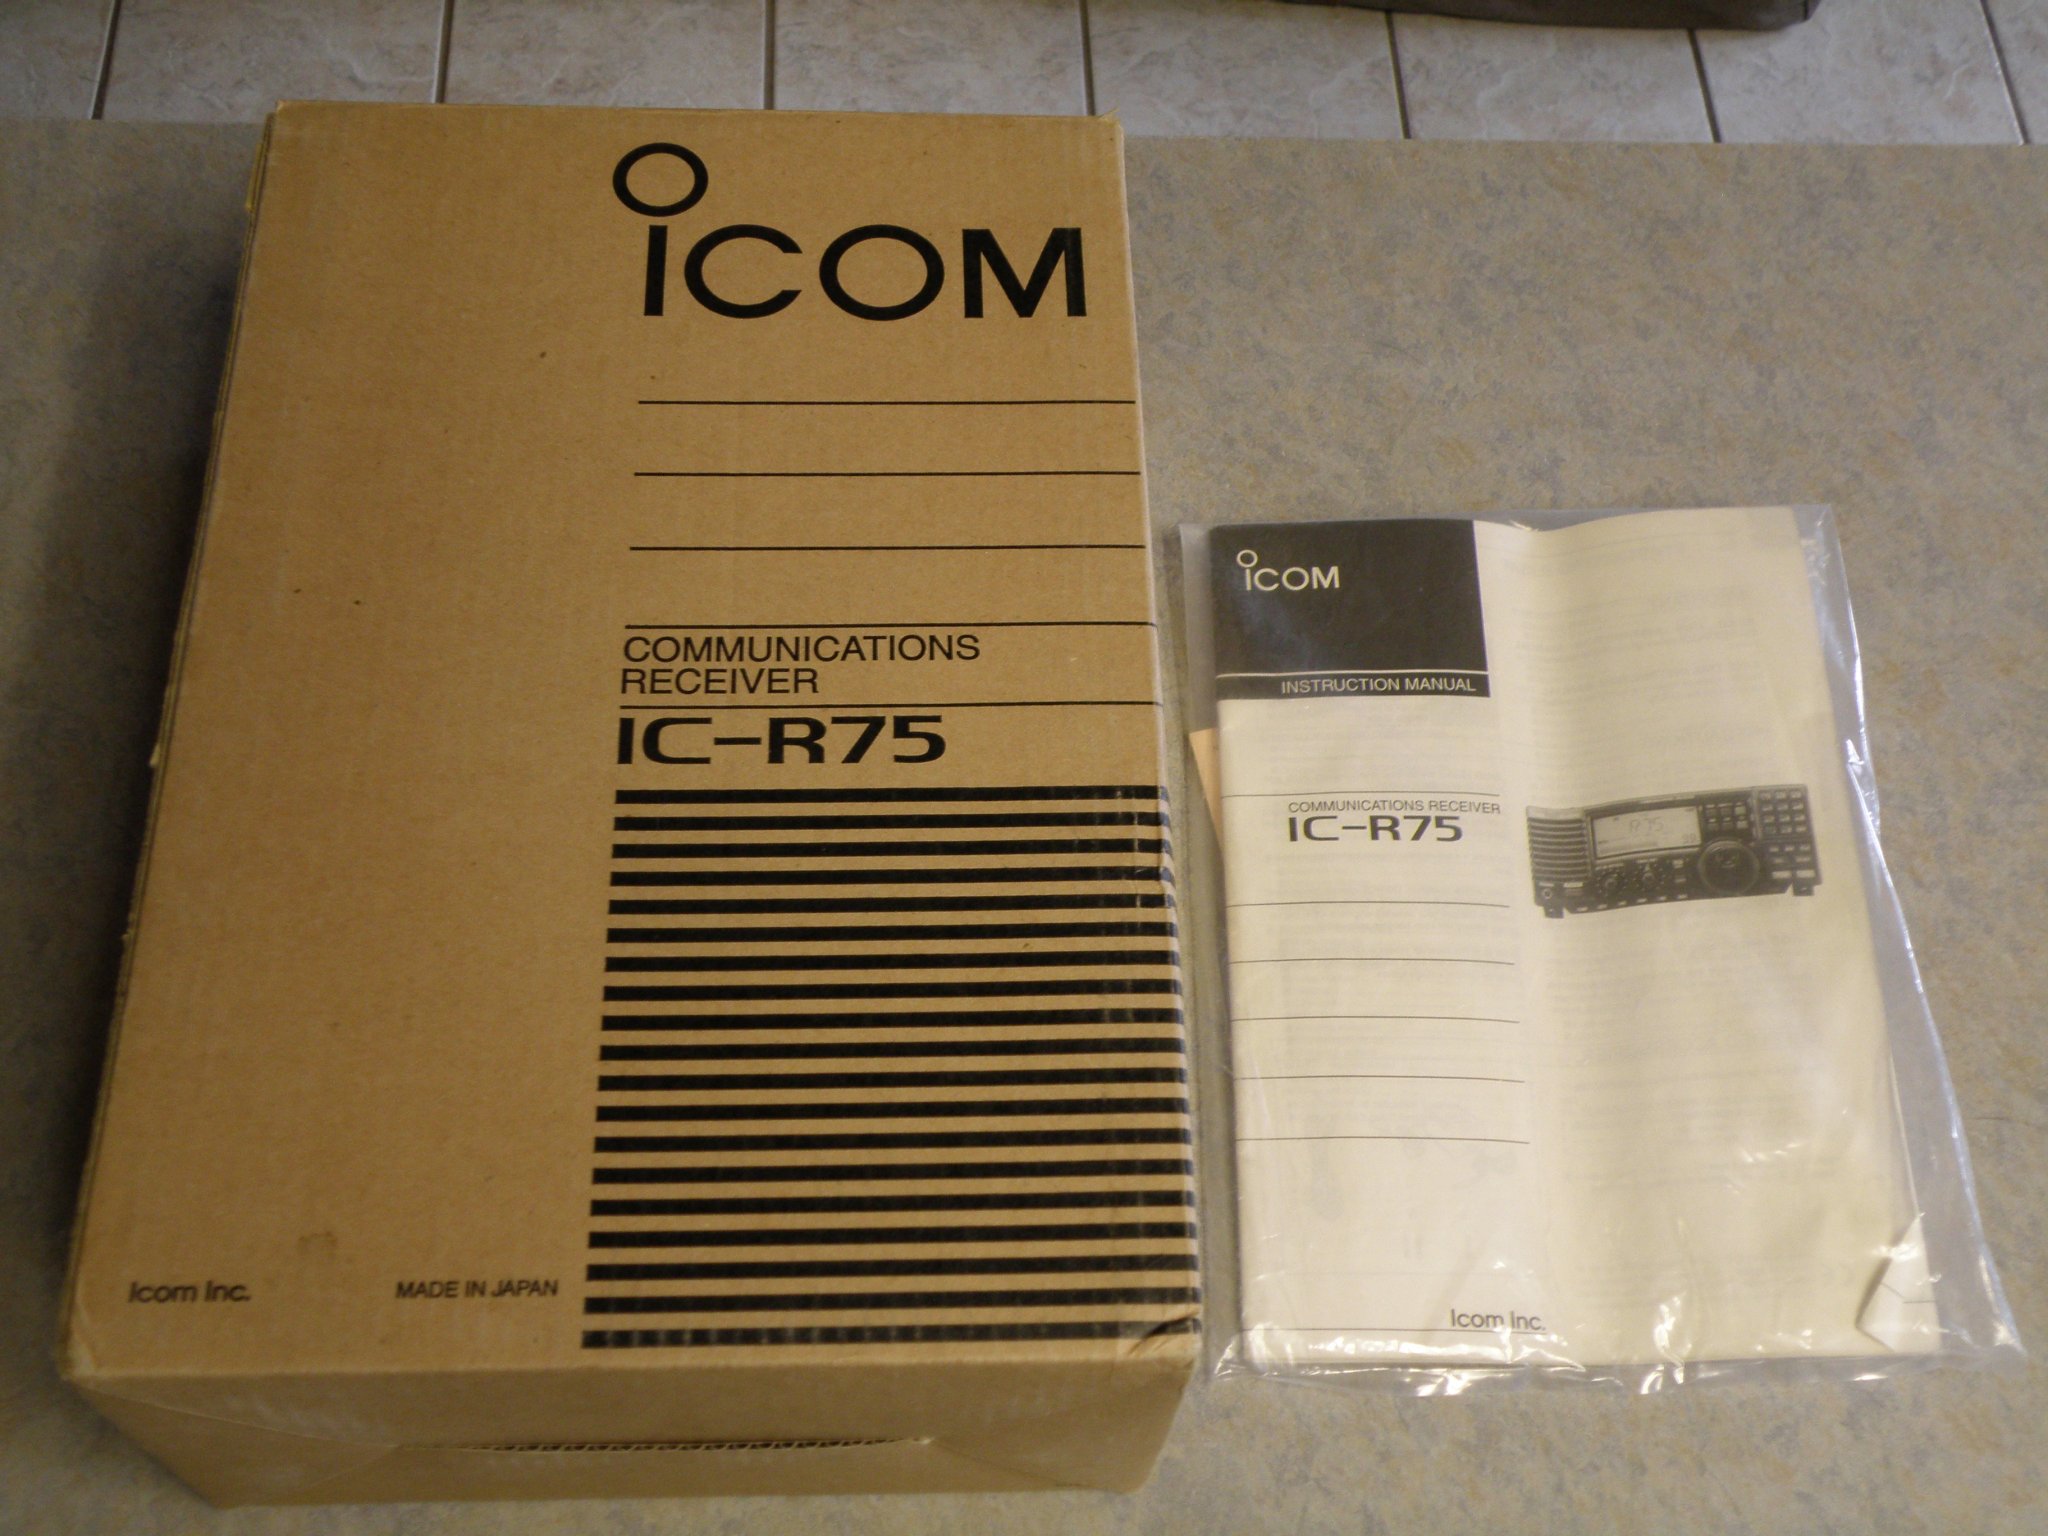 ICOM
COMMUNICATIONS
RECEIVER
IC-R75
Icom Inc.
MADE IN JAPAN
ICOM
INSTRUCTION MANUAL
COMMUNICATIONS RECEIVER
IC-R75
R75
Icom Inc.